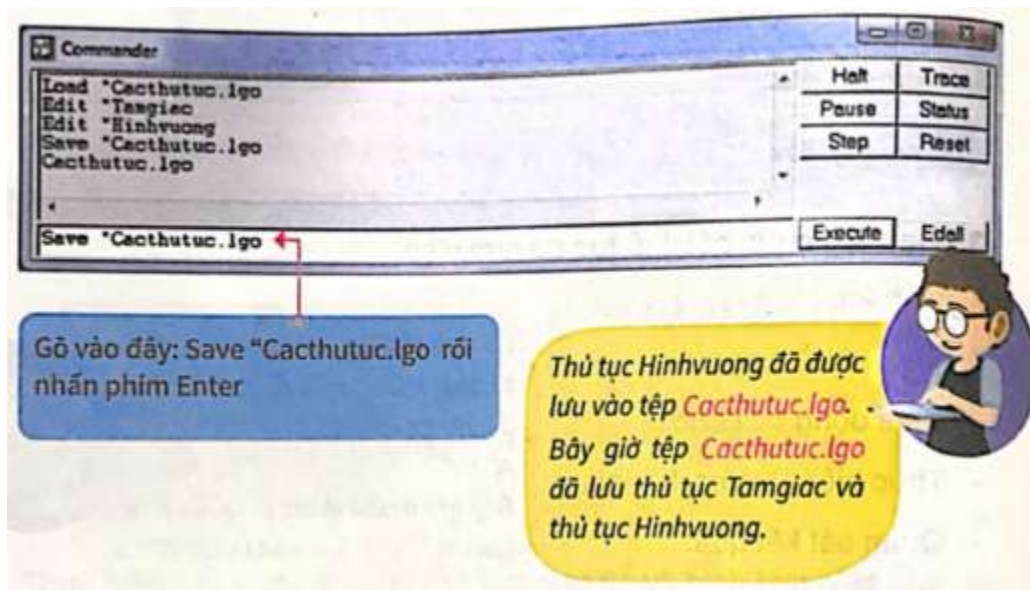 Commander
Load "Cacthutuc.lgo
Edit "Tamgiac
Edit "Hinhvuong
Save "Cacthutuc.lgo
Cacthutuc.lgo
Save "Cacthutuc.lgo
Halt Trace
Pause Status
Step Reset
Execute Edall
Gõ vào đây: Save “Cacthutuc.lgo rồi
nhấn phím Enter
Thủ tục Hinhvuong đã được
lưu vào tệp Cacthutuc.lgo.
Bây giờ tệp Cacthutuc.lgo
đã lưu thủ tục Tamgiac và
thủ tục Hinhvuong.